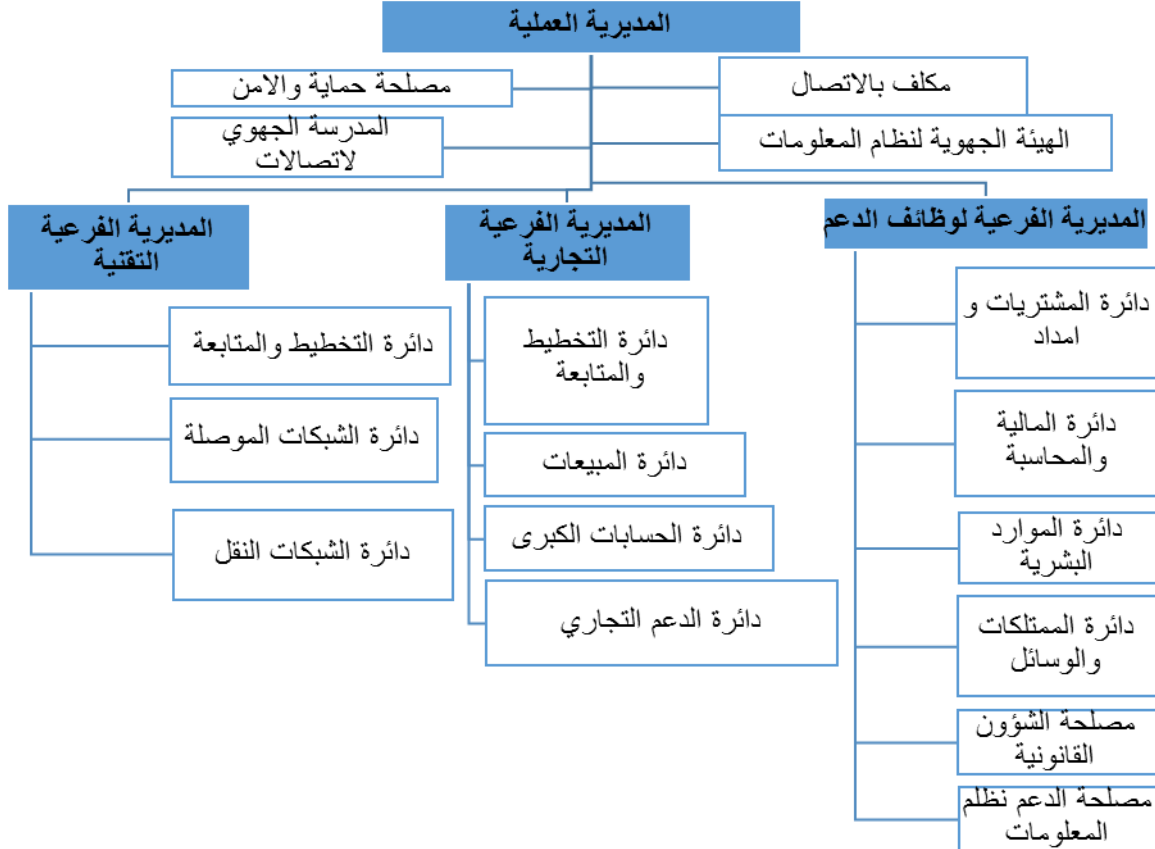 المديرية العملية
مكلف بالاتصال
مصلحة حماية والامن
الهيئة الجهوية لنظام المعلومات
المدرسة الجهوي
لاتصالات
المديرية الفرعية لوظائف الدعم
المديرية الفرعية
التجارية
المديرية الفرعية
التقنية
دائرة المشتريات و
امداد
دائرة المالية
والمحاسبة
دائرة الموارد
البشرية
دائرة الممتلكات
والوسائل
مصلحة الشؤون
القانونية
مصلحة الدعم نظلم
المعلومات
دائرة التخطيط
والمتابعة
دائرة المبيعات
دائرة الحسابات الكبرى
دائرة الدعم التجاري
دائرة التخطيط والمتابعة
دائرة الشبكات الموصلة
دائرة الشبكات النقل